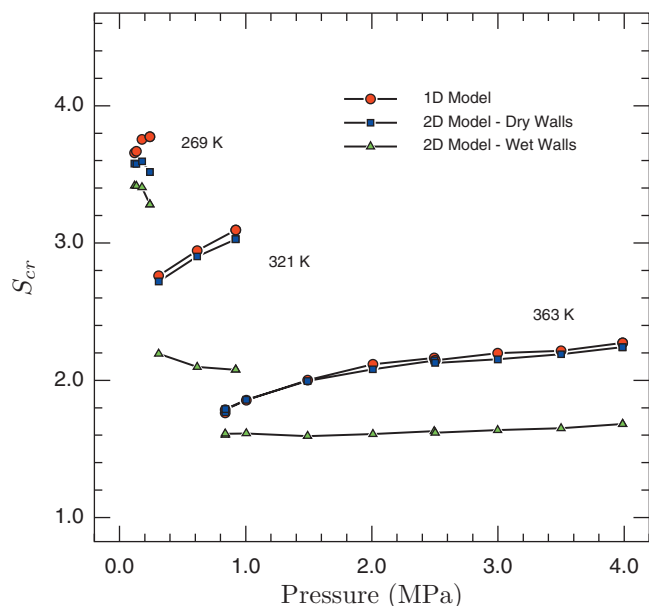 4.0
3.0
2.0
1.0
S_cr
0.0
1.0
2.0
3.0
4.0
Pressure (MPa)
1D Model
2D Model - Dry Walls
2D Model - Wet Walls
269 K
321 K
363 K